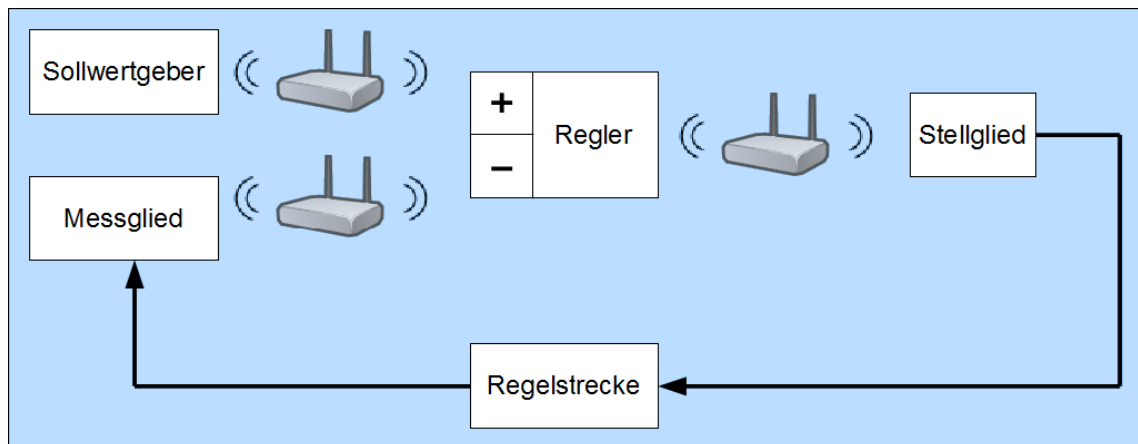 Sollwertgeber
+
Regler
−
Stellglied
Messglied
Regelstrecke